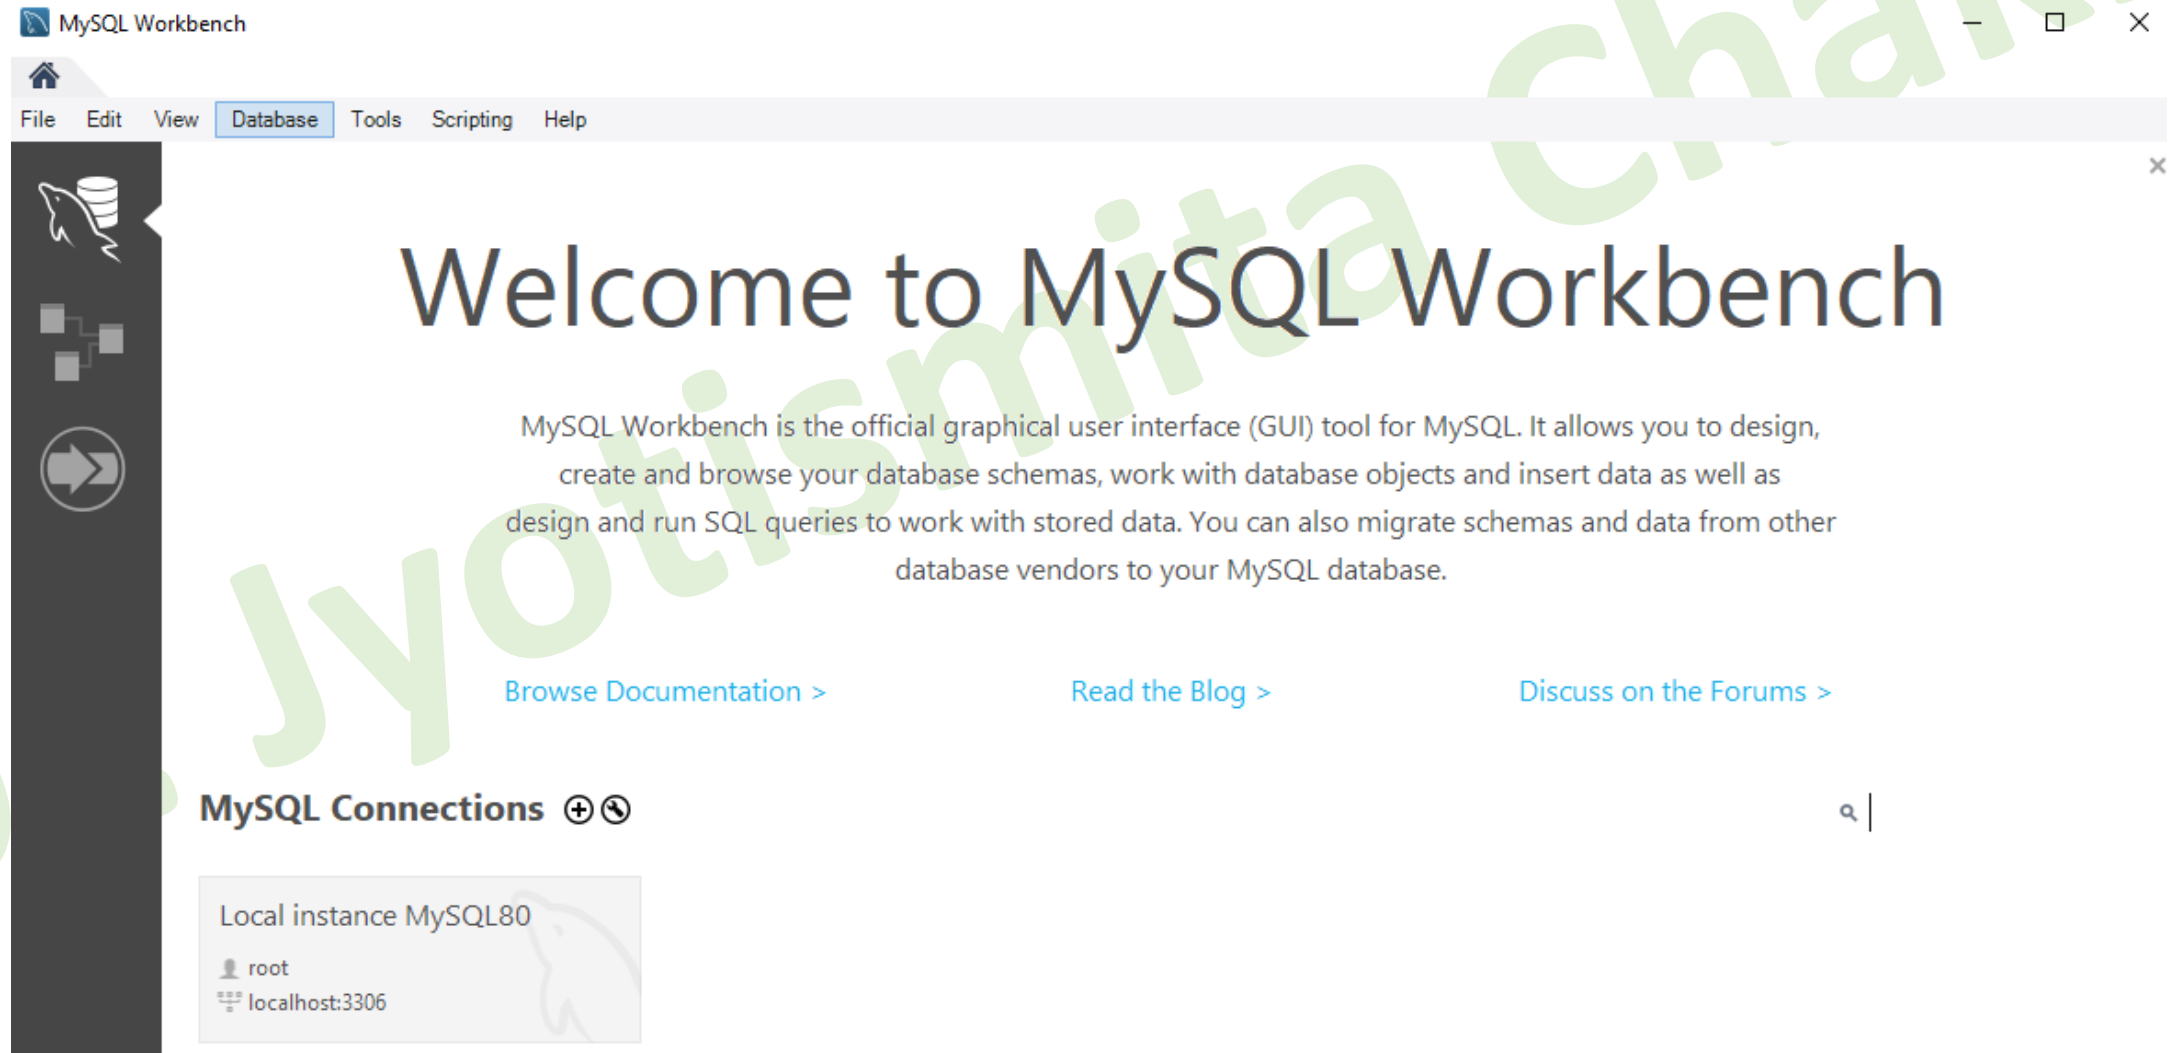 MySQL Workbench
File Edit View Database Tools Scripting Help
Welcome to MySQL Workbench
MySQL Workbench is the official graphical user interface (GUI) tool for MySQL. It allows you to design,
create and browse your database schemas, work with database objects and insert data as well as
design and run SQL queries to work with stored data. You can also migrate schemas and data from other
database vendors to your MySQL database.
Browse Documentation > Read the Blog > Discuss on the Forums >
MySQL Connections
Local instance MySQL80
root
localhost:3306
Jyotismita